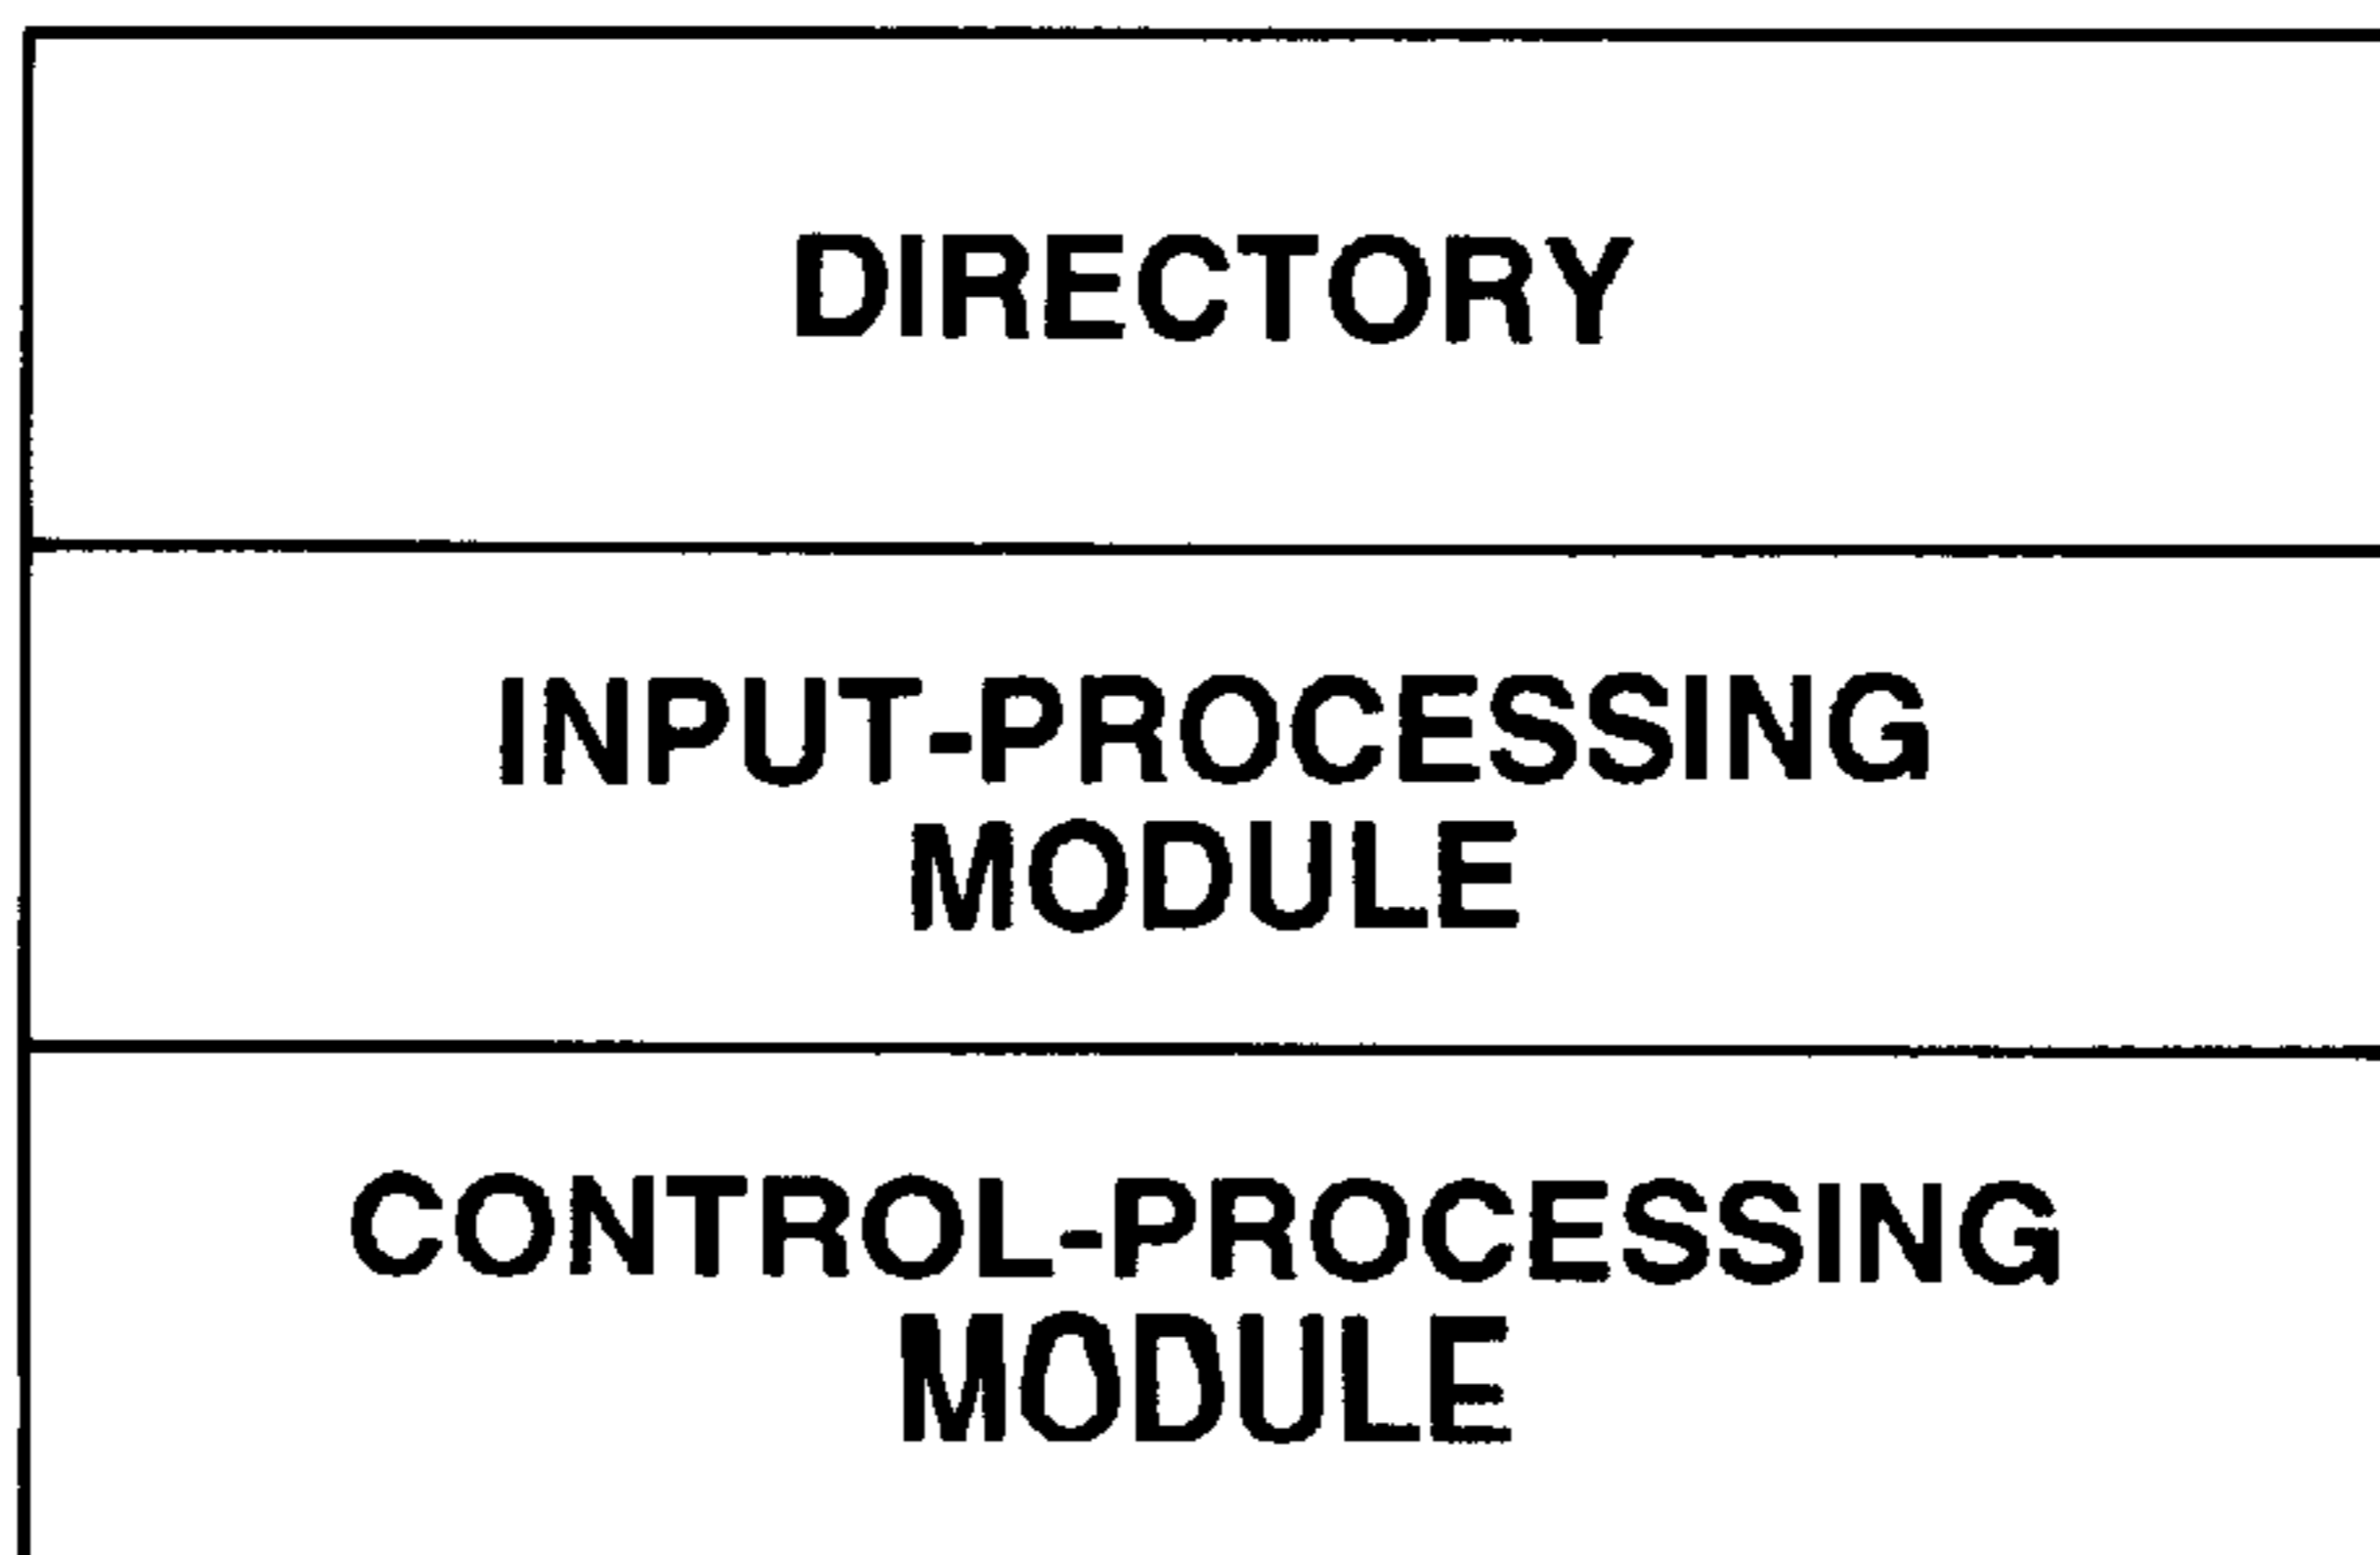 DIRECTORY
INPUT-PROCESSING
MODULE
CONTROL-PROCESSING
MODULE